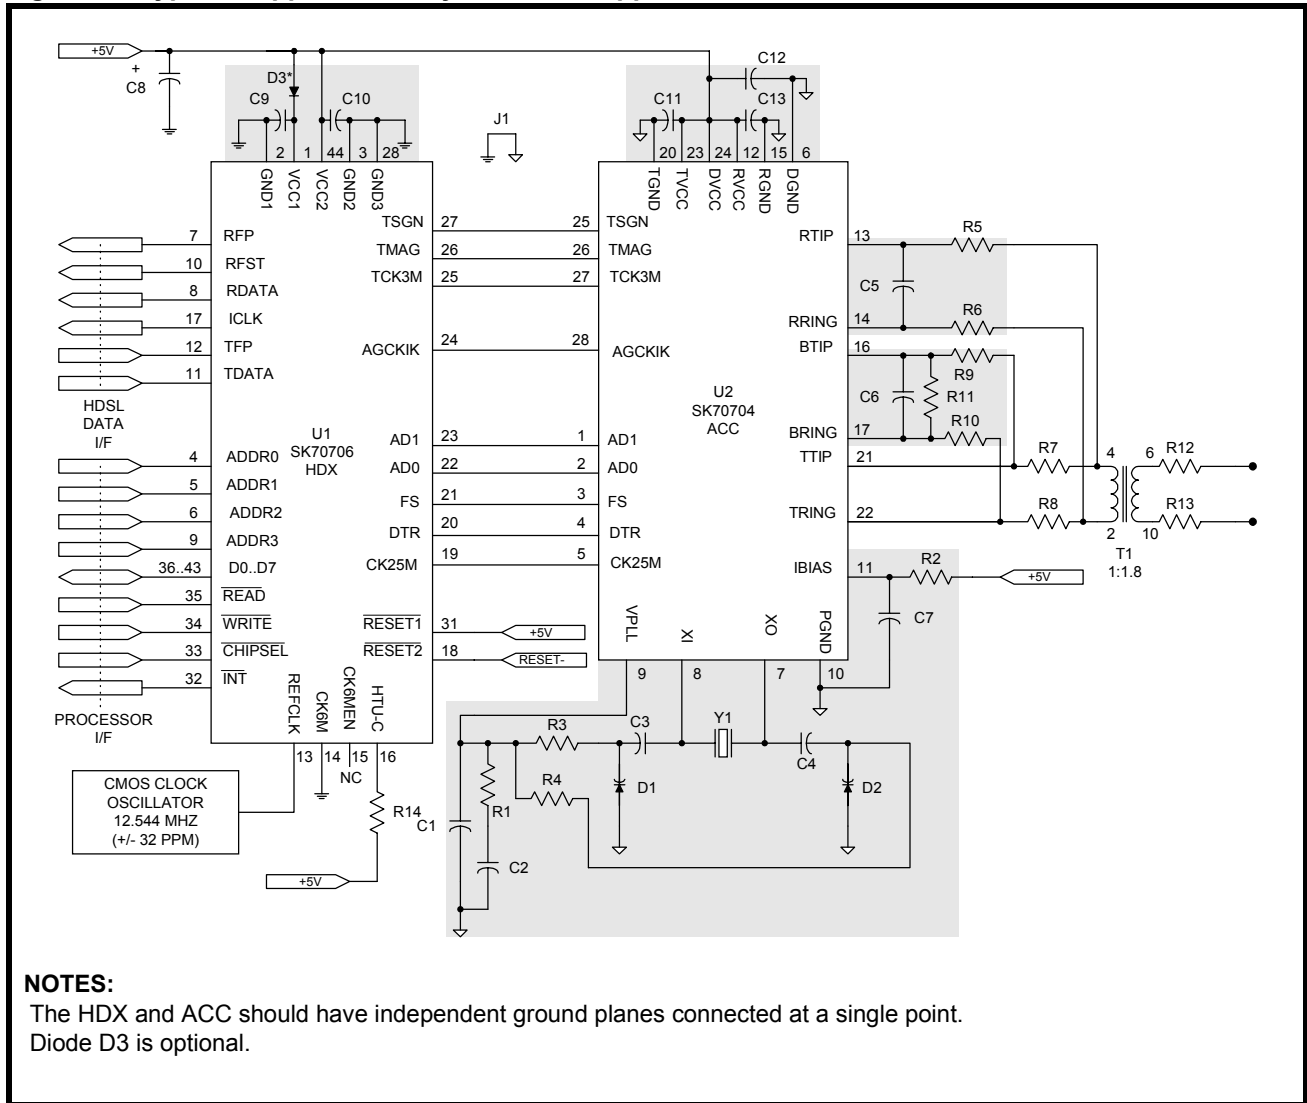 +5V
+
C8
D3*
C9
C10
J1
C12
C11
C13
2 1 44 3 28
GND1 VCC1 VCC2 GND2 GND3
20 23 24 12 15 6
TGND TVCC DVCC RVCC RGND DGND
7 RFP
10 RFST
8 RDATA
17 ICLK
12 TFP
11 TDATA
HDSL
DATA
I/F
4 ADDR0
5 ADDR1
6 ADDR2
9 ADDR3
36..43 D0..D7
35 READ
34 WRITE
33 CHIPSEL
32 INT
PROCESSOR
I/F
U1
SK70706
HDX
TSGN 27
TMAG 26
TCK3M 25
AGCKIK 24
AD1 23
AD0 22
FS 21
DTR 20
CK25M 19
RESET1 31
+5V
RESET2 18
RESET-
REFCLK CK6M CK6MEN HTU-C
13 14 15 16
NC
CMOS CLOCK
OSCILLATOR
12.544 MHZ
(+/- 32 PPM)
R14
+5V
25 TSGN
26 TMAG
27 TCK3M
28 AGCKIK
1 AD1
2 AD0
3 FS
4 DTR
5 CK25M
U2
SK70704
ACC
RTIP 13
RRING 14
BTIP 16
BRING 17
TTIP 21
TRING 22
IBIAS 11
VPLL XI XO PGND
9 8 7 10
R5
C5
R6
R9
C6
R11
R10
R7
R8
4 6
2 10
T1
1:1.8
R12
R13
R2
+5V
C7
R3
C3
Y1
C4
R4
D1
D2
R1
C1
C2
NOTES:
The HDX and ACC should have independent ground planes connected at a single point.
Diode D3 is optional.